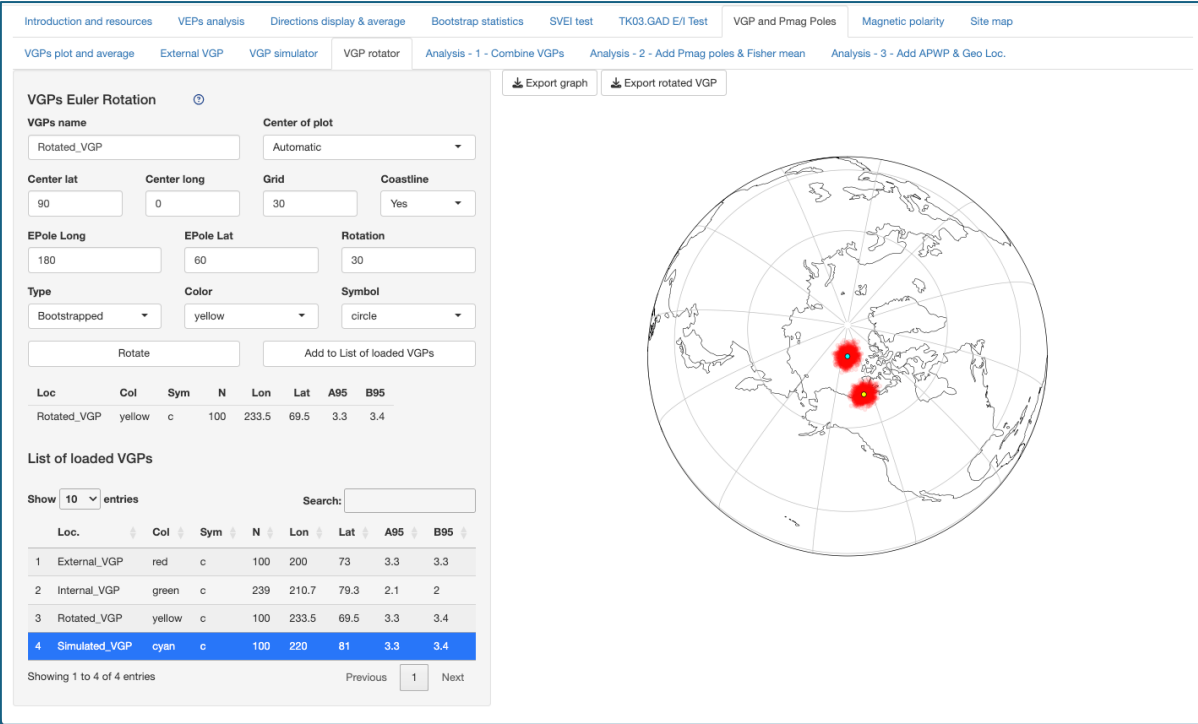 Introduction and resources VEPs analysis Directions display & average Bootstrap statistics SVEI test TK03.GAD E/I Test VGP and Pmag Poles Magnetic polarity Site map
VGPs plot and average External VGP VGP simulator VGP rotator Analysis - 1 - Combine VGPs Analysis - 2 - Add Pmag poles & Fisher mean Analysis - 3 - Add APWP & Geo Loc.
Export graph Export rotated VGP
VGPs Euler Rotation ?
VGPs name Center of plot
Rotated_VGP Automatic
Center lat Center long Grid Coastline
90 0 30 Yes
EPole Long EPole Lat Rotation
180 60 30
Type Color Symbol
Bootstrapped yellow circle
Rotate Add to List of loaded VGPs
Loc Col Sym N Lon Lat A95 B95
Rotated_VGP yellow c 100 233.5 69.5 3.3 3.4
List of loaded VGPs
Show 10 entries Search:
Loc. Col Sym N Lon Lat A95 B95
1 External_VGP red c 100 200 73 3.3 3.3
2 Internal_VGP green c 239 210.7 79.3 2.1 2
3 Rotated_VGP yellow c 100 233.5 69.5 3.3 3.4
4 Simulated_VGP cyan c 100 220 81 3.3 3.4
Showing 1 to 4 of 4 entries Previous 1 Next